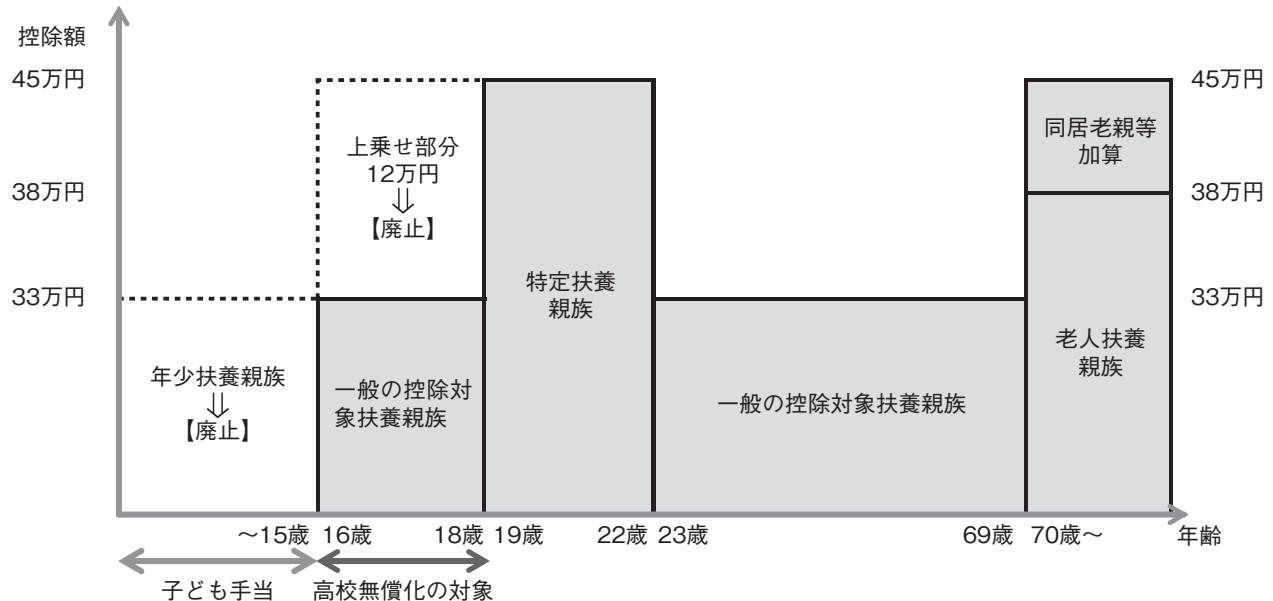 控除額
45万円
38万円
33万円
上乗せ部分
12万円
⇓
【廃止】
年少扶養親族
⇓
【廃止】
一般の控除対
象扶養親族
特定扶養
親族
一般の控除対象扶養親族
同居老親等
加算
老人扶養
親族
45万円
38万円
33万円
～15歳 16歳 18歳 19歳 22歳 23歳 69歳 70歳～ 年齢
子ども手当 高校無償化の対象